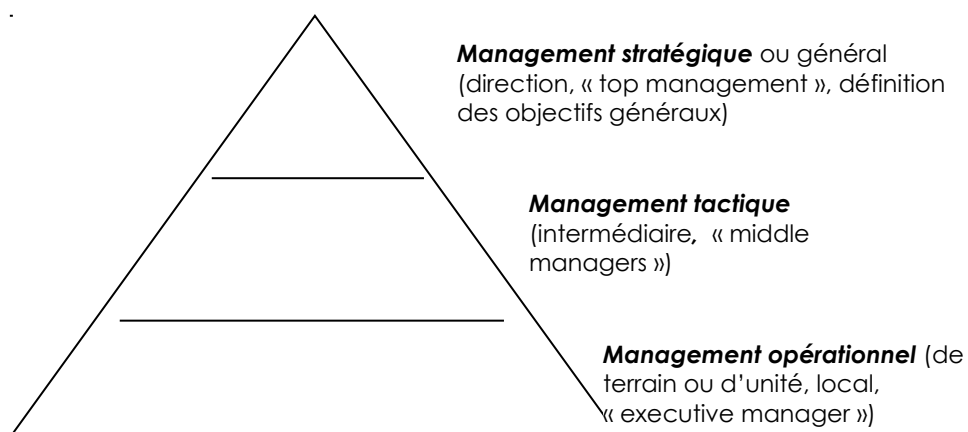 Management stratégique ou général
(direction, « top management », définition
des objectifs généraux)
Management tactique
(intermédiaire, « middle
managers »)
Management opérationnel (de
terrain ou d’unité, local,
« executive manager »)